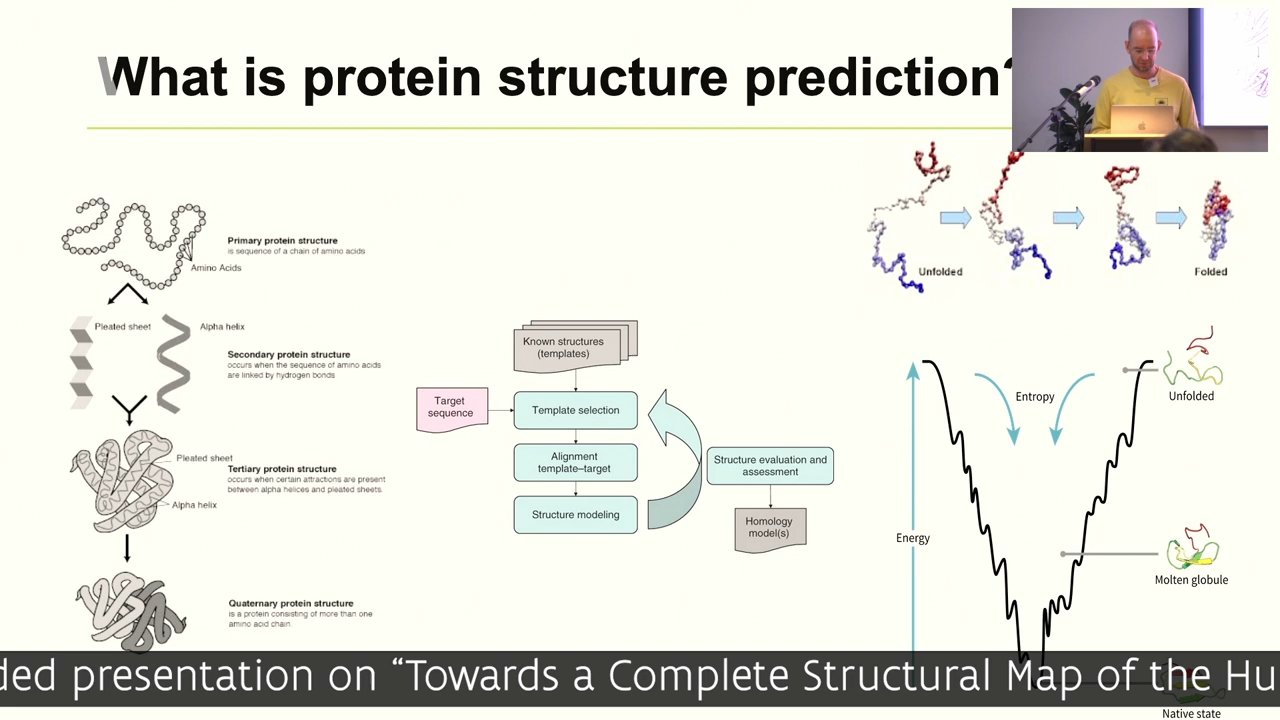 What is protein structure prediction?
Primary protein structure
is sequence of a chain of amino acids
Amino Acids
Pleated sheet
Alpha helix
Secondary protein structure
occurs when the sequence of amino acids
are linked by hydrogen bonds
Pleated sheet
Tertiary protein structure
occurs when certain attractions are present
between alpha helices and pleated sheets.
Alpha helix
Quaternary protein structure
is a protein consisting of more than one
amino acid chain.
Known structures
(templates)
Target
sequence
Template selection
Alignment
template–target
Structure modeling
Structure evaluation and
assessment
Homology
model(s)
Unfolded
Folded
Entropy
Unfolded
Energy
Molten globule
Native state
ded presentation on “Towards a Complete Structural Map of the Hu